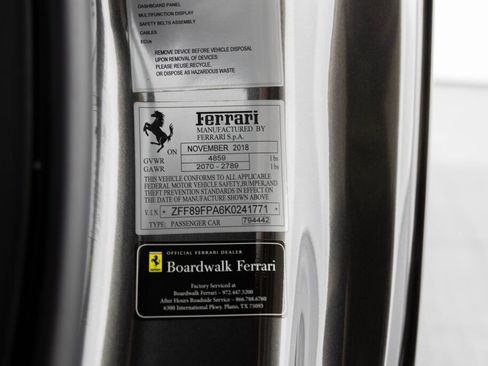 DASHBOARD PANEL
MULTIFUNCTION DISPLAY
SAFETY BELTS ASSEMBLY
CABLES
ECUs
REMOVE DEVICE BEFORE VEHICLE DISPOSAL
UPON REMOVAL OF DEVICES:
PLEASE REUSE,RECYCLE,
OR DISPOSE AS HAZARDOUS WASTE
Ferrari
MANUFACTURED BY
FERRARI S.p.A.
ON NOVEMBER 2018
GVWR 4859 lbs
GAWR 2070 - 2789 lbs
THIS VEHICLE CONFORMS TO ALL APPLICABLE
FEDERAL MOTOR VEHICLE SAFETY,BUMPER,AND
THEFT PREVENTION STANDARDS IN EFFECT ON
THE DATE OF MANUFACTURE SHOWN ABOVE
V.I.N * ZFF89FPA6K0241771 *
TYPE: PASSENGER CAR 794442
OFFICIAL FERRARI DEALER
Boardwalk Ferrari
Factory Serviced at
Boardwalk Ferrari – 972.447.5200
After Hours Roadside Service – 866.788.6760
6300 International Pkwy. Plano, TX 75093